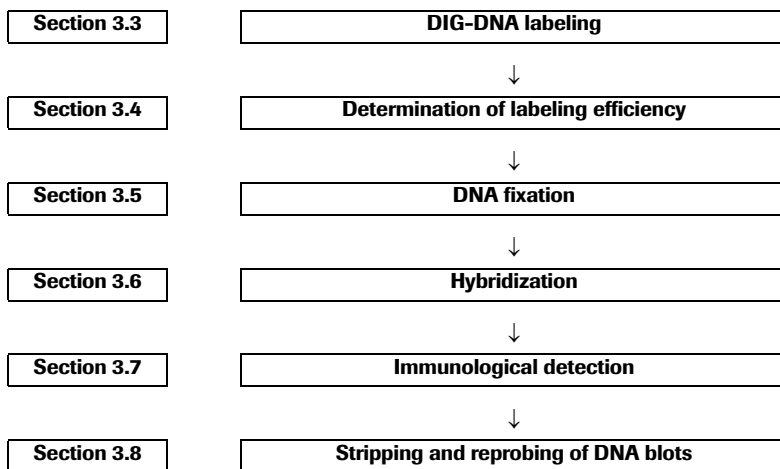 Section 3.3 DIG-DNA labeling
↓
Section 3.4 Determination of labeling efficiency
↓
Section 3.5 DNA fixation
↓
Section 3.6 Hybridization
↓
Section 3.7 Immunological detection
↓
Section 3.8 Stripping and reprobing of DNA blots